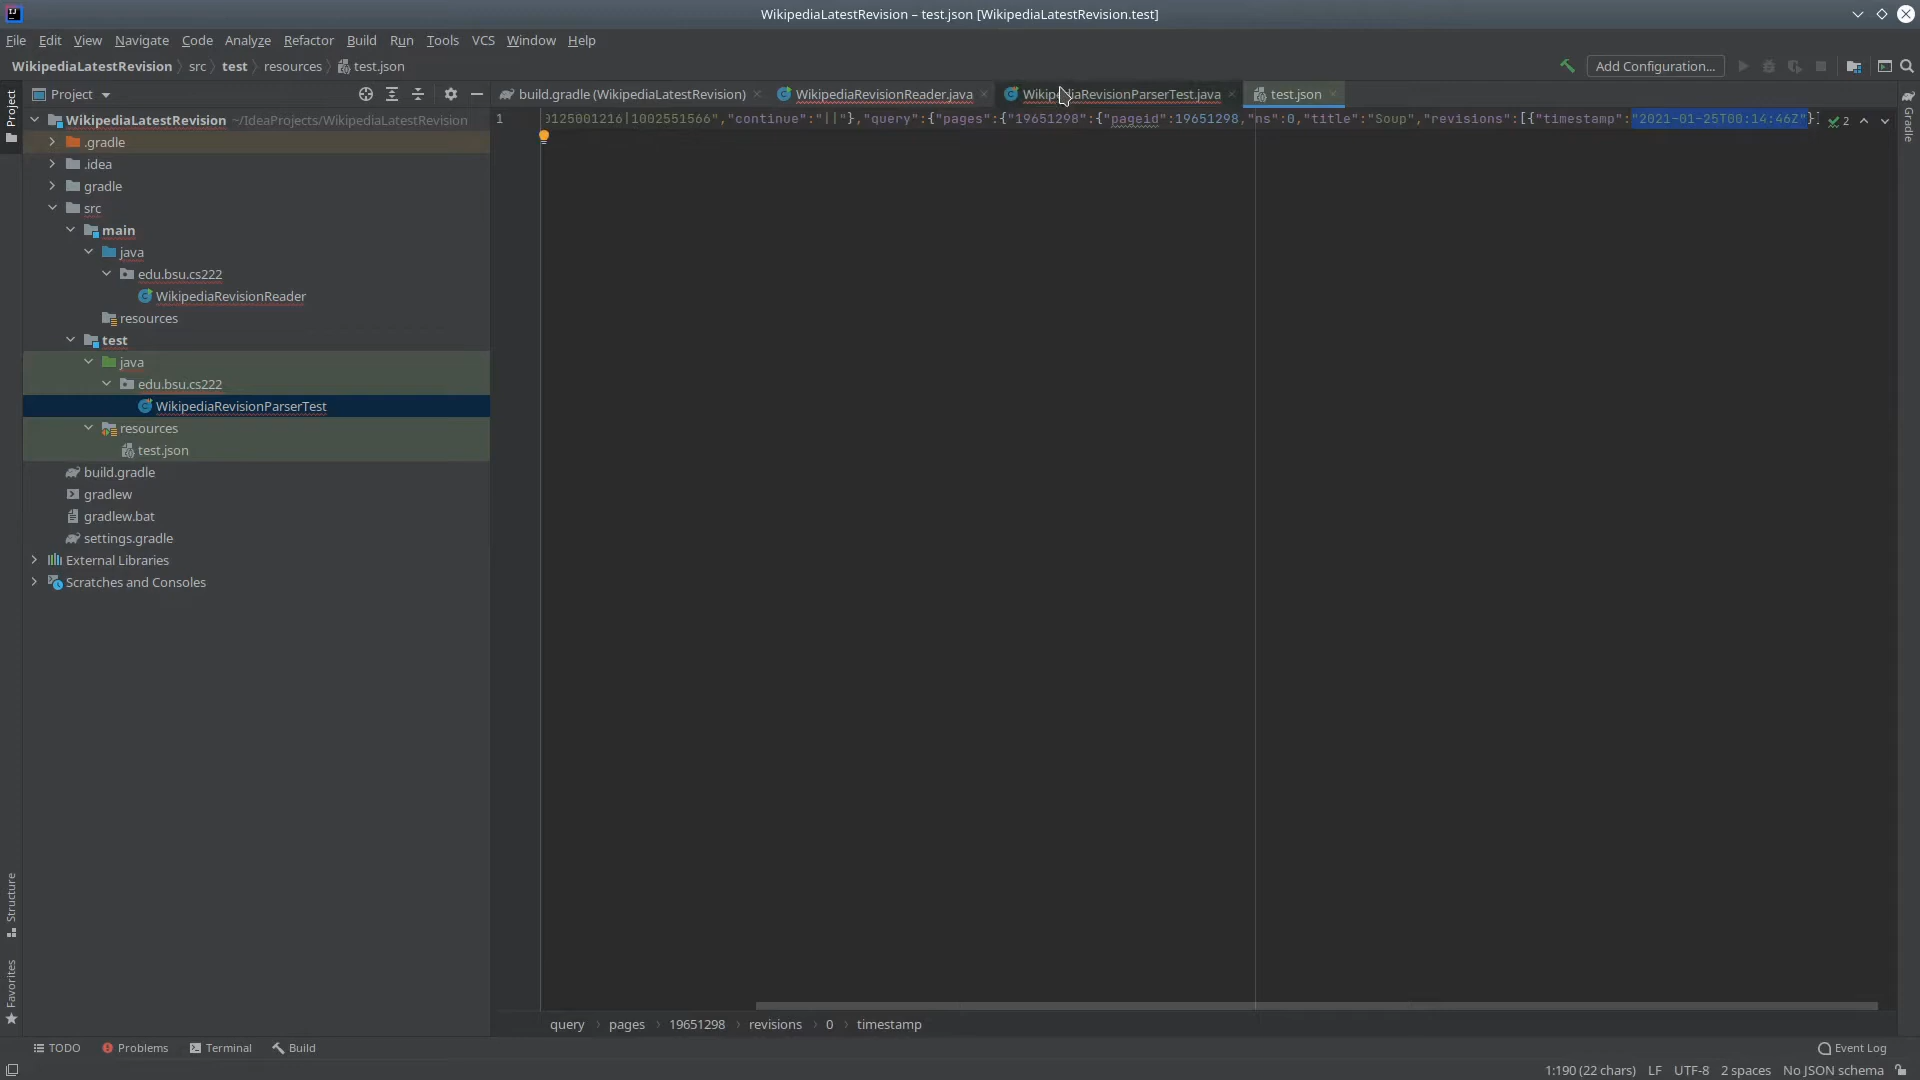 WikipediaLatestRevision – test.json [WikipediaLatestRevision.test]
File Edit View Navigate Code Analyze Refactor Build Run Tools VCS Window Help
WikipediaLatestRevision src test resources test.json
Add Configuration...
Project
Project
build.gradle (WikipediaLatestRevision)
WikipediaRevisionReader.java
WikipediaRevisionParserTest.java
test.json
Gradle
WikipediaLatestRevision ~/IdeaProjects/WikipediaLatestRevision
1
0125001216|1002551566","continue":"||"},"query":{"pages":{"19651298":{"pageid":19651298,"ns":0,"title":"Soup","revisions":[{"timestamp":"2021-01-25T00:14:46Z"}]
2
.gradle
.idea
gradle
src
main
java
edu.bsu.cs222
WikipediaRevisionReader
resources
test
java
edu.bsu.cs222
WikipediaRevisionParserTest
resources
test.json
build.gradle
gradlew
gradlew.bat
settings.gradle
External Libraries
Scratches and Consoles
Structure
Favorites
query pages 19651298 revisions 0 timestamp
TODO Problems Terminal Build Event Log
1:190 (22 chars) LF UTF-8 2 spaces No JSON schema